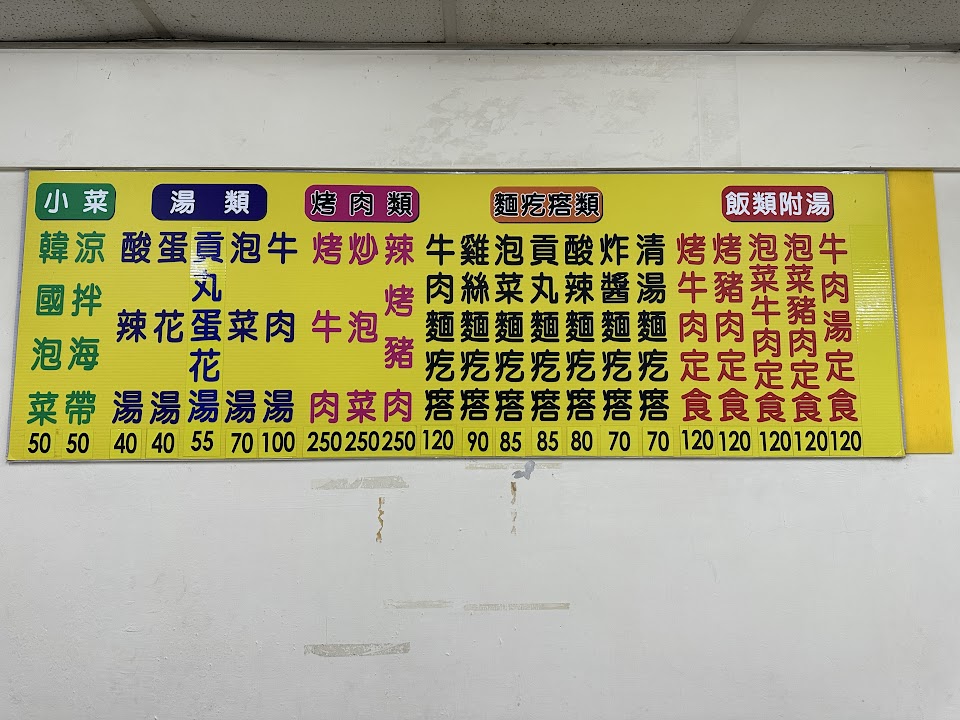 飯類附湯
牛肉湯定食 120
泡菜豬肉定食 120
泡菜牛肉定食 120
烤豬肉定食 120
烤牛肉定食 120
麵疙瘩類
清湯麵疙瘩 70
炸醬麵疙瘩 70
酸辣麵疙瘩 80
貢丸麵疙瘩 85
泡菜麵疙瘩 85
雞絲麵疙瘩 90
牛肉麵疙瘩 120
烤肉類
辣烤豬肉 250
炒泡菜 250
烤牛肉 250
湯類
牛肉湯 100
泡菜湯 70
貢丸蛋花湯 55
蛋花湯 40
酸辣湯 40
小菜
涼拌海帶 50
韓國泡菜 50